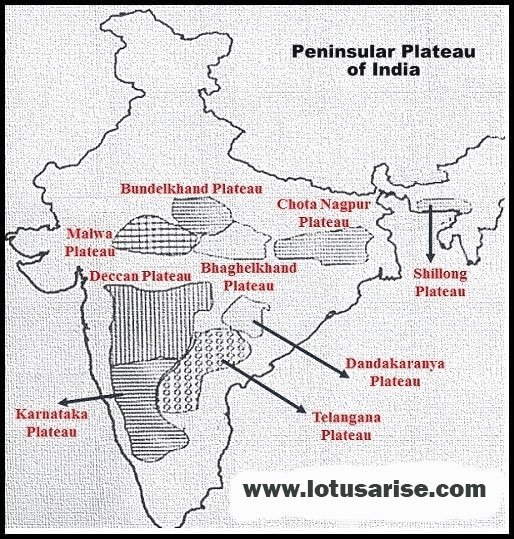 Peninsular Plateau
of India
Bundelkhand Plateau
Chota Nagpur
Plateau
Malwa
Plateau
Bhaghelkhand
Plateau
Deccan Plateau
Shillong
Plateau
Dandakaranya
Plateau
Karnataka
Plateau
Telangana
Plateau
www.lotusarise.com